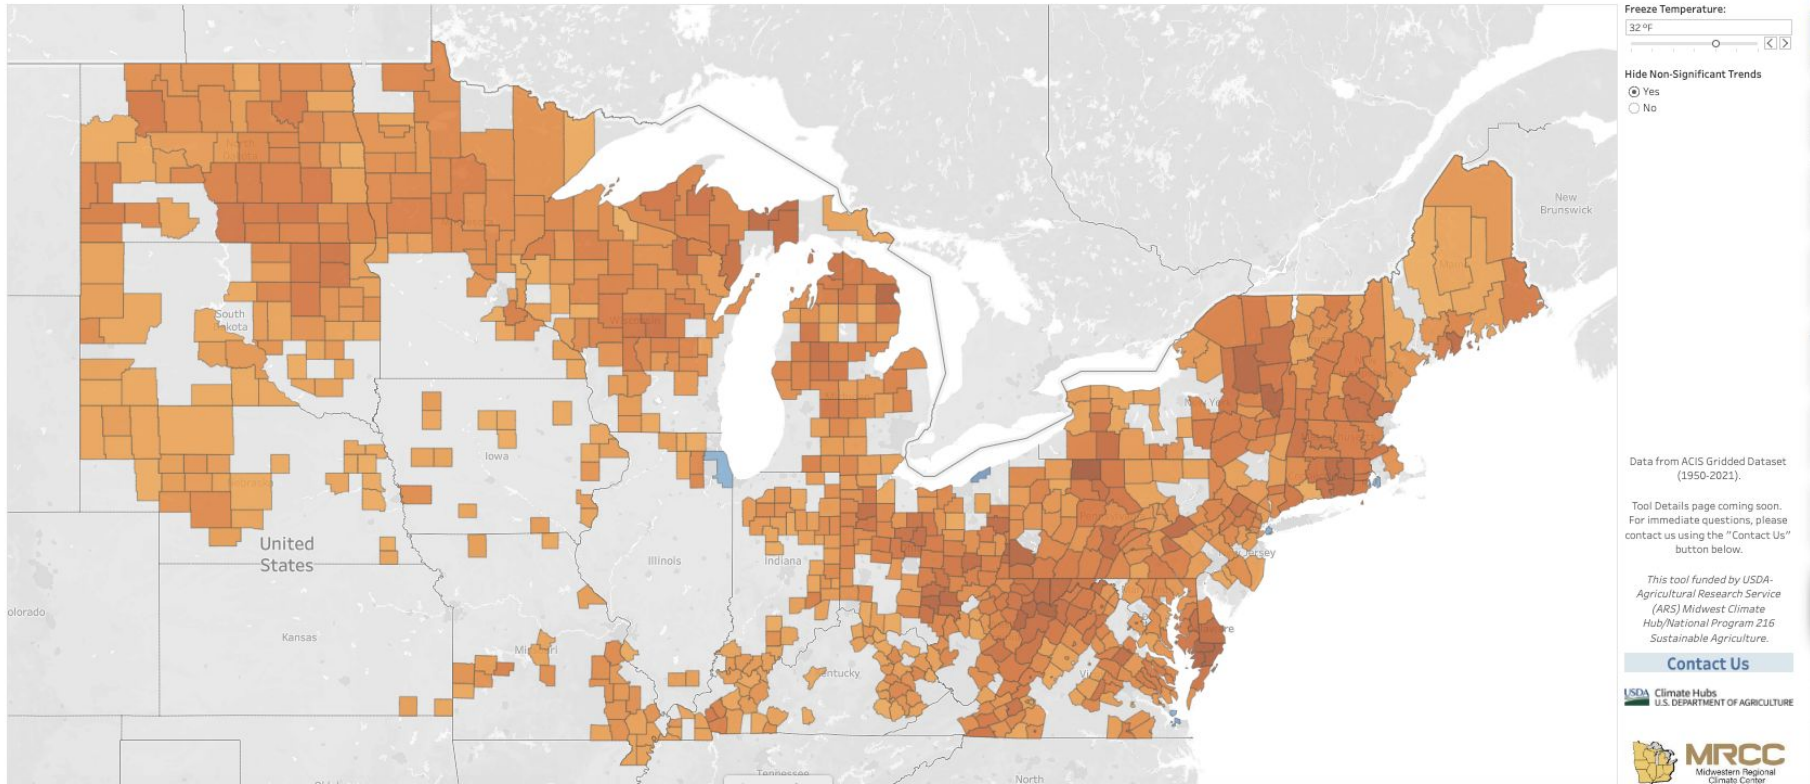 Freeze Temperature:
32°F
Hide Non-Significant Trends
Yes
No
New
Brunswick
North
Dakota
South
Dakota
Iowa
Nebraska
United
States
Illinois
Indiana
olorado
Kansas
Tennessee
North
Data from ACIS Gridded Dataset
(1950-2021).
Tool Details page coming soon.
For immediate questions, please
contact us using the "Contact Us"
button below.
This tool funded by USDA-
Agricultural Research Service
(ARS) Midwest Climate
Hub/National Program 216
Sustainable Agriculture.
Contact Us
USDA Climate Hubs
U.S. DEPARTMENT OF AGRICULTURE
MRCC
Midwestern Regional
Climate Center